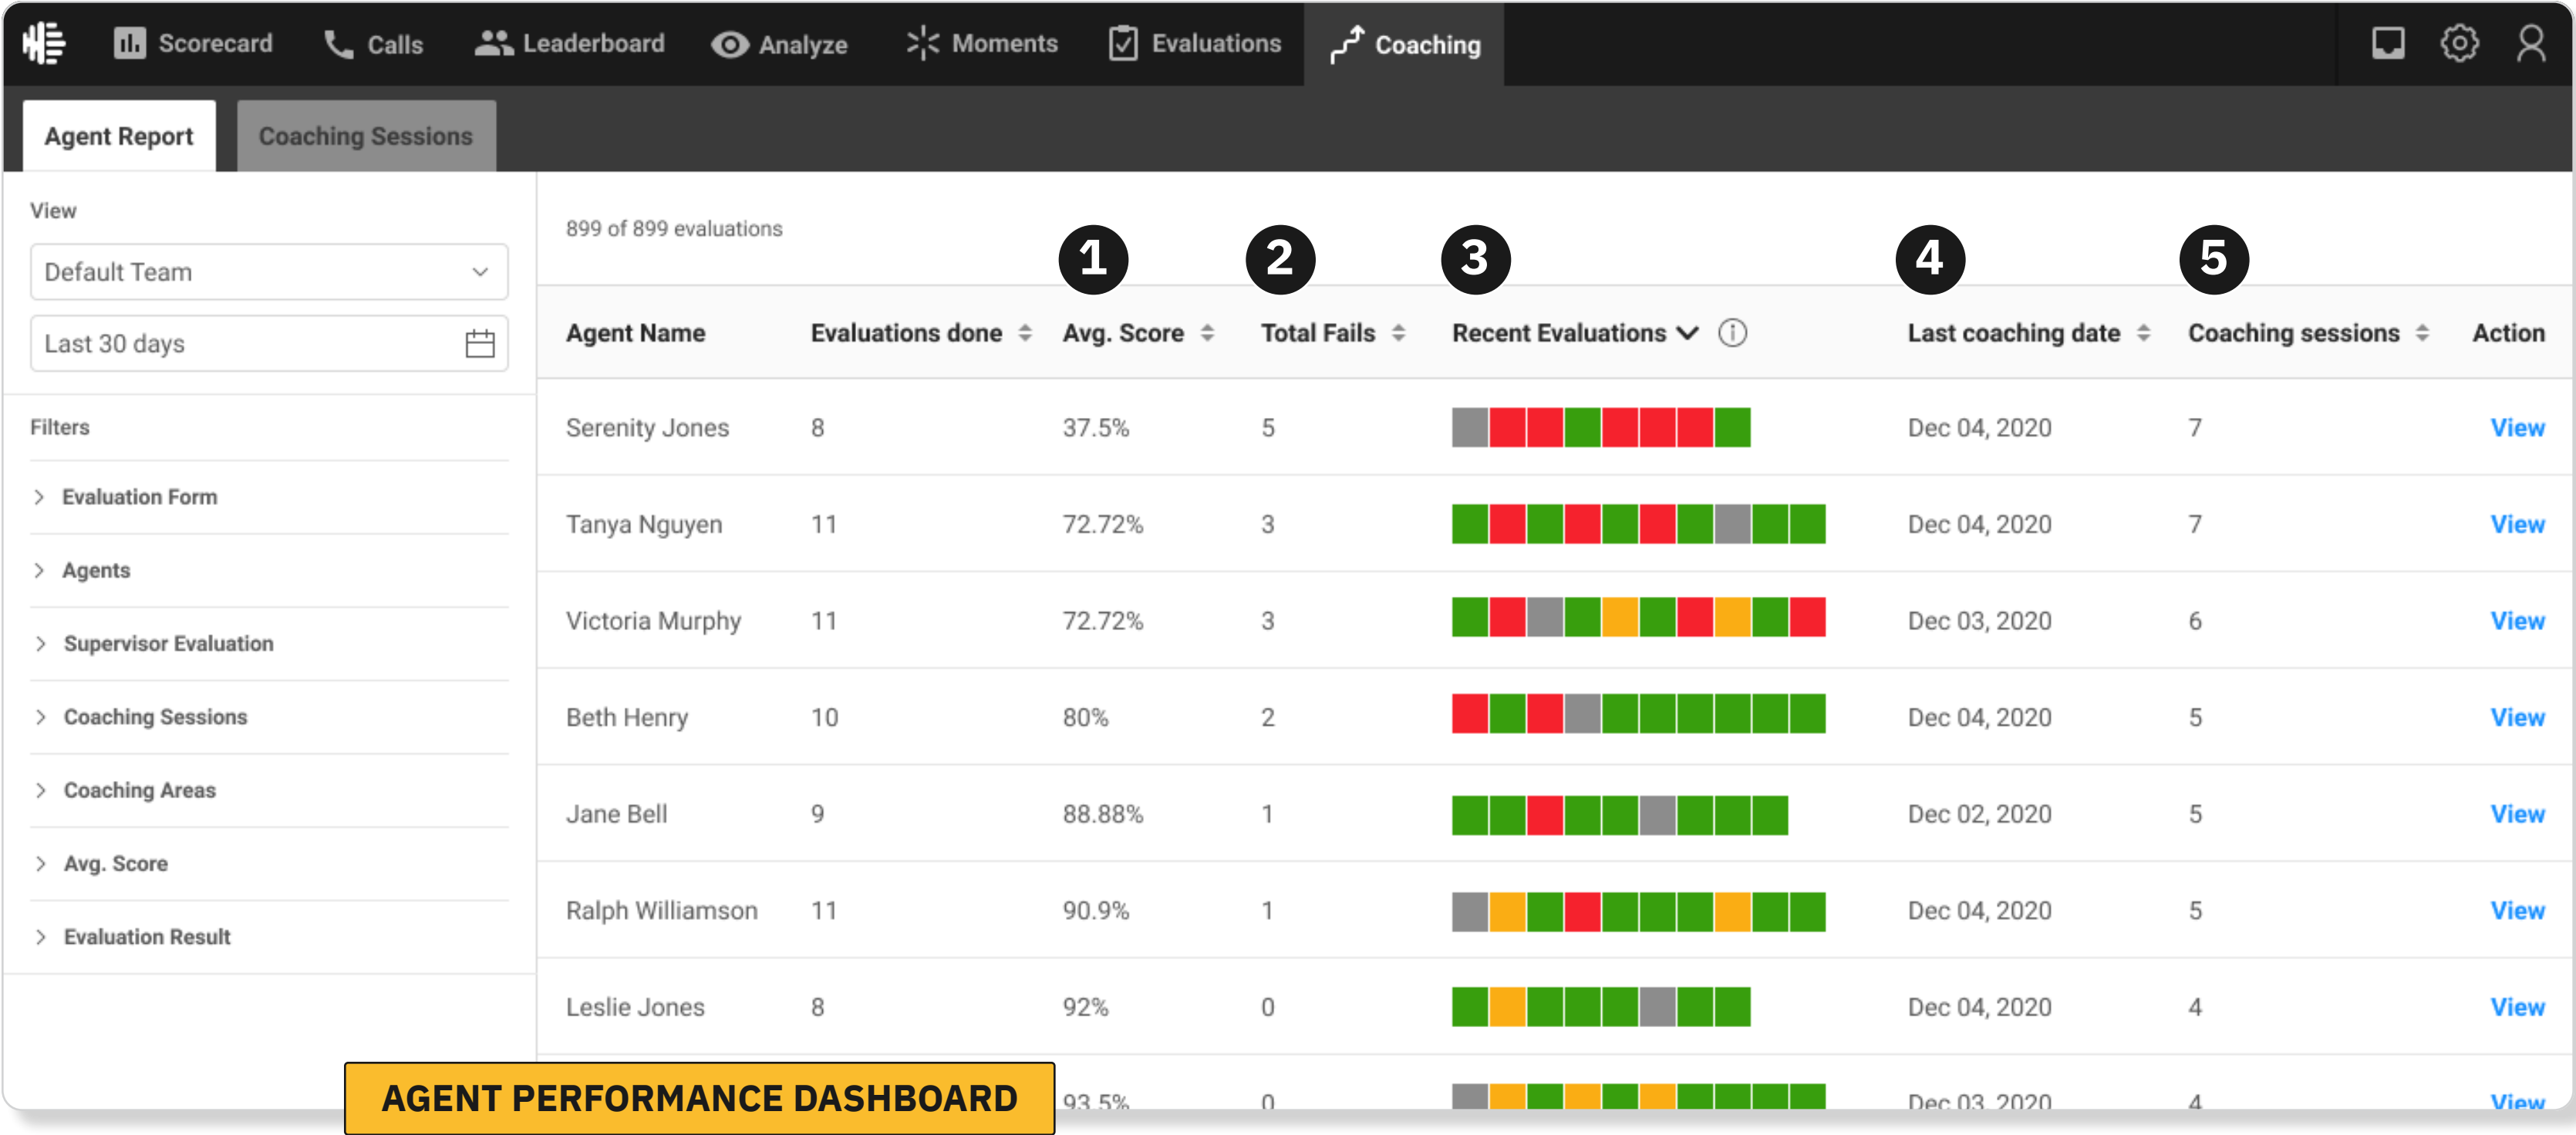 Scorecard Calls Leaderboard Analyze Moments Evaluations Coaching
Agent Report Coaching Sessions
View
Default Team
Last 30 days
Filters
Evaluation Form
Agents
Supervisor Evaluation
Coaching Sessions
Coaching Areas
Avg. Score
Evaluation Result
899 of 899 evaluations
1 2 3 4 5
Agent Name Evaluations done Avg. Score Total Fails Recent Evaluations Last coaching date Coaching sessions Action
Serenity Jones 8 37.5% 5 Dec 04, 2020 7 View
Tanya Nguyen 11 72.72% 3 Dec 04, 2020 7 View
Victoria Murphy 11 72.72% 3 Dec 03, 2020 6 View
Beth Henry 10 80% 2 Dec 04, 2020 5 View
Jane Bell 9 88.88% 1 Dec 02, 2020 5 View
Ralph Williamson 11 90.9% 1 Dec 04, 2020 5 View
Leslie Jones 8 92% 0 Dec 04, 2020 4 View
93.5% 0 Dec 03, 2020 4 View
AGENT PERFORMANCE DASHBOARD